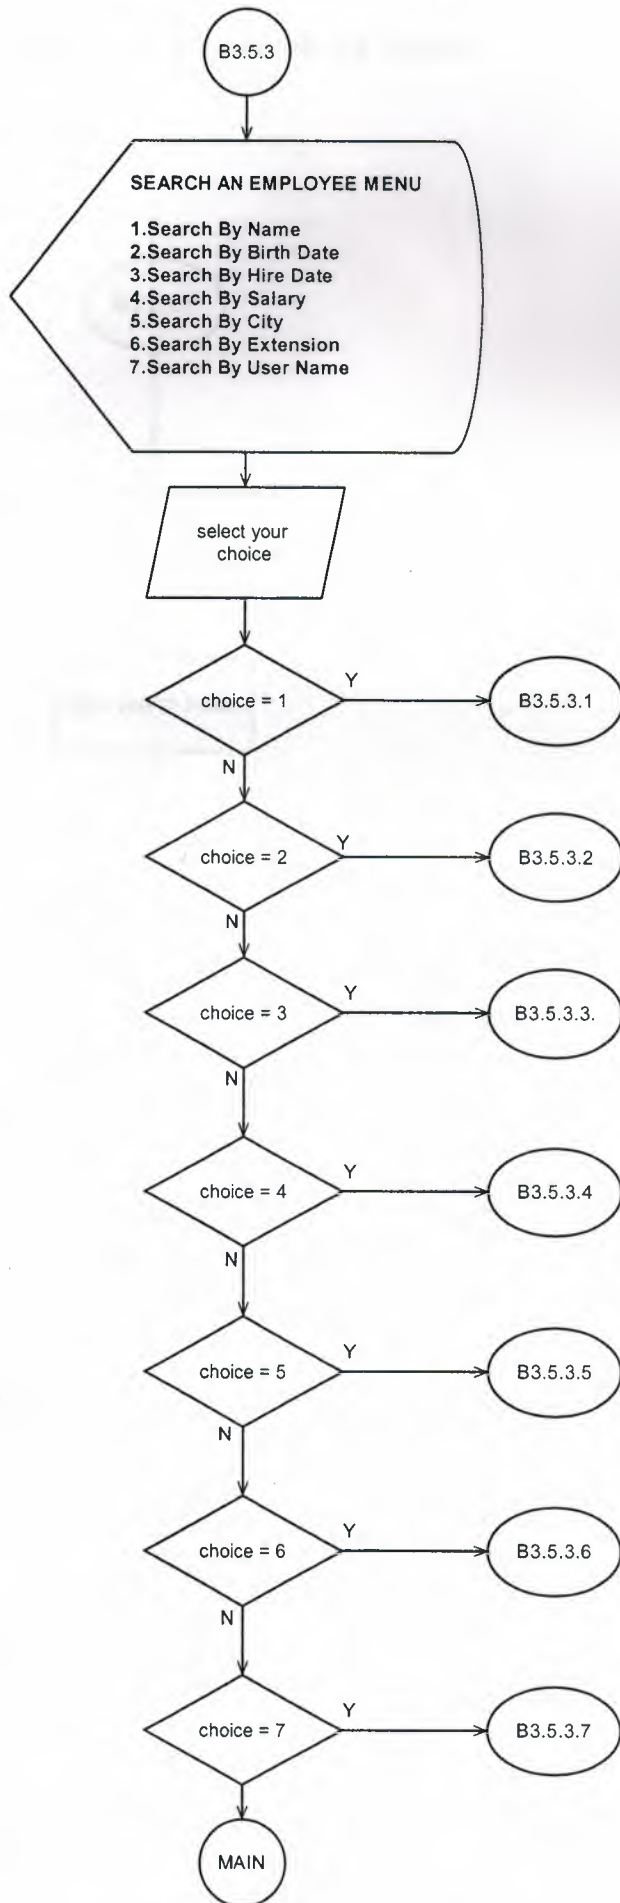 B3.5.3
SEARCH AN EMPLOYEE MENU
1.Search By Name
2.Search By Birth Date
3.Search By Hire Date
4.Search By Salary
5.Search By City
6.Search By Extension
7.Search By User Name
select your
choice
choice = 1
Y
B3.5.3.1
N
choice = 2
Y
B3.5.3.2
N
choice = 3
Y
B3.5.3.3.
N
choice = 4
Y
B3.5.3.4
N
choice = 5
Y
B3.5.3.5
N
choice = 6
Y
B3.5.3.6
N
choice = 7
Y
B3.5.3.7
MAIN